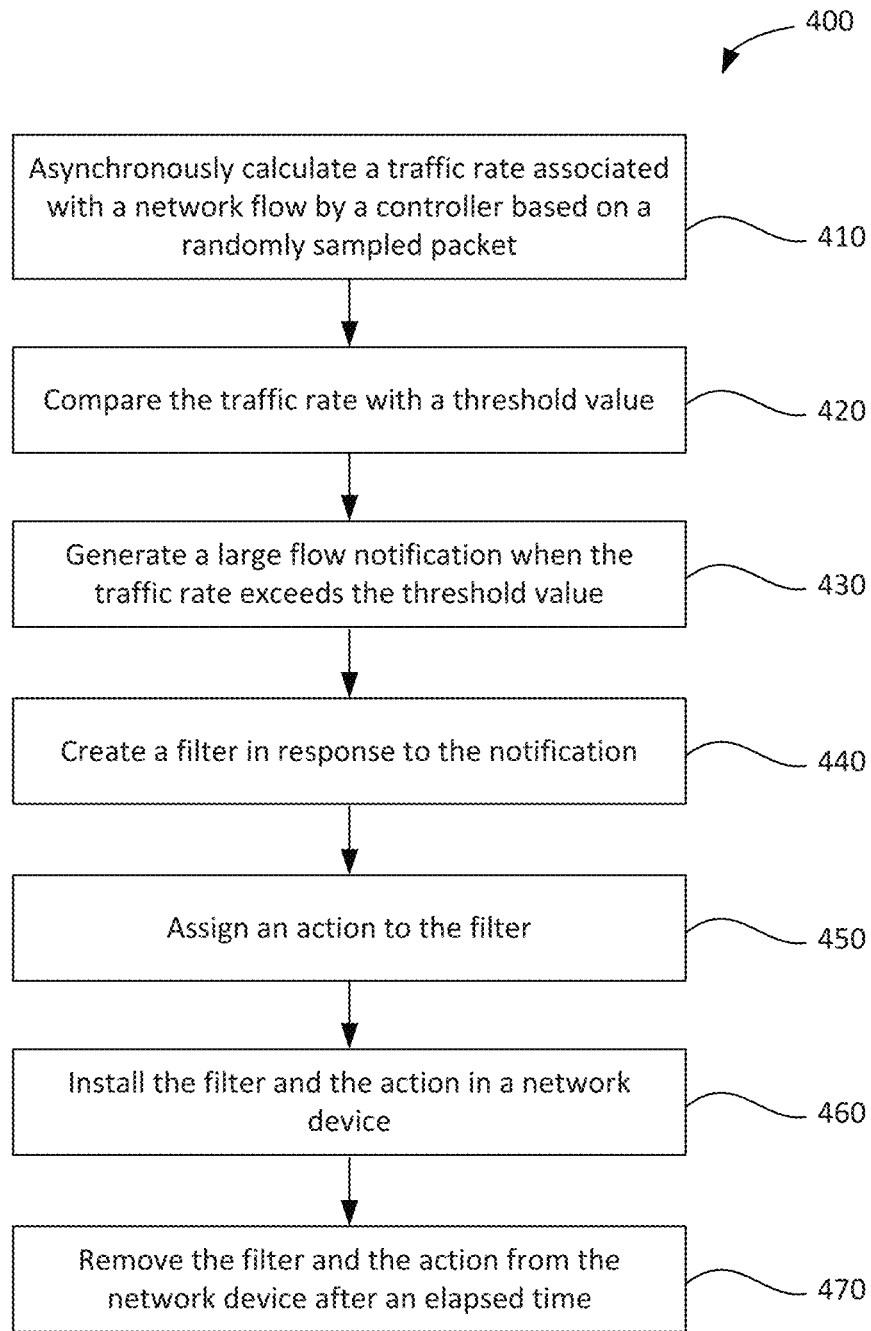 400
Asynchronously calculate a traffic rate associated
with a network flow by a controller based on a
randomly sampled packet
410
Compare the traffic rate with a threshold value
420
Generate a large flow notification when the
traffic rate exceeds the threshold value
430
Create a filter in response to the notification
440
Assign an action to the filter
450
Install the filter and the action in a network
device
460
Remove the filter and the action from the
network device after an elapsed time
470